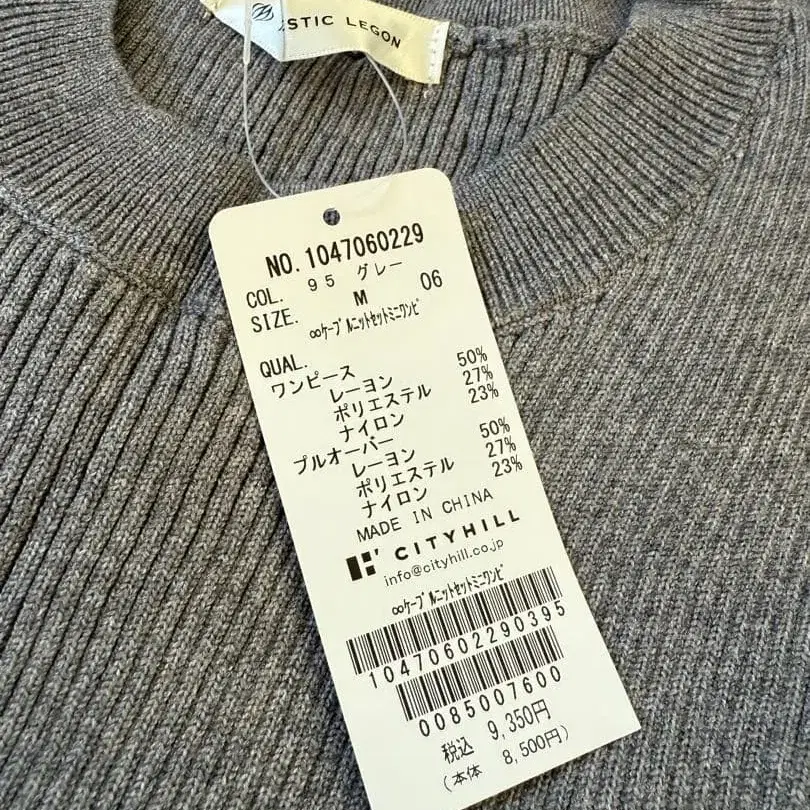 STIC LEGON
NO. 1047060229
COL. 95 グレー
SIZE. M 06
∞ケーブルニットセットミニワンピ
QUAL.
ワンピース
レーヨン 50%
ポリエステル 27%
ナイロン 23%
プルオーバー
レーヨン 50%
ポリエステル 27%
ナイロン 23%
MADE IN CHINA
CITYHILL
info@cityhill.co.jp
∞ケーブルニットセットミニワンピ
10470602290395
0085007600
税込 9,350円
(本体 8,500円)